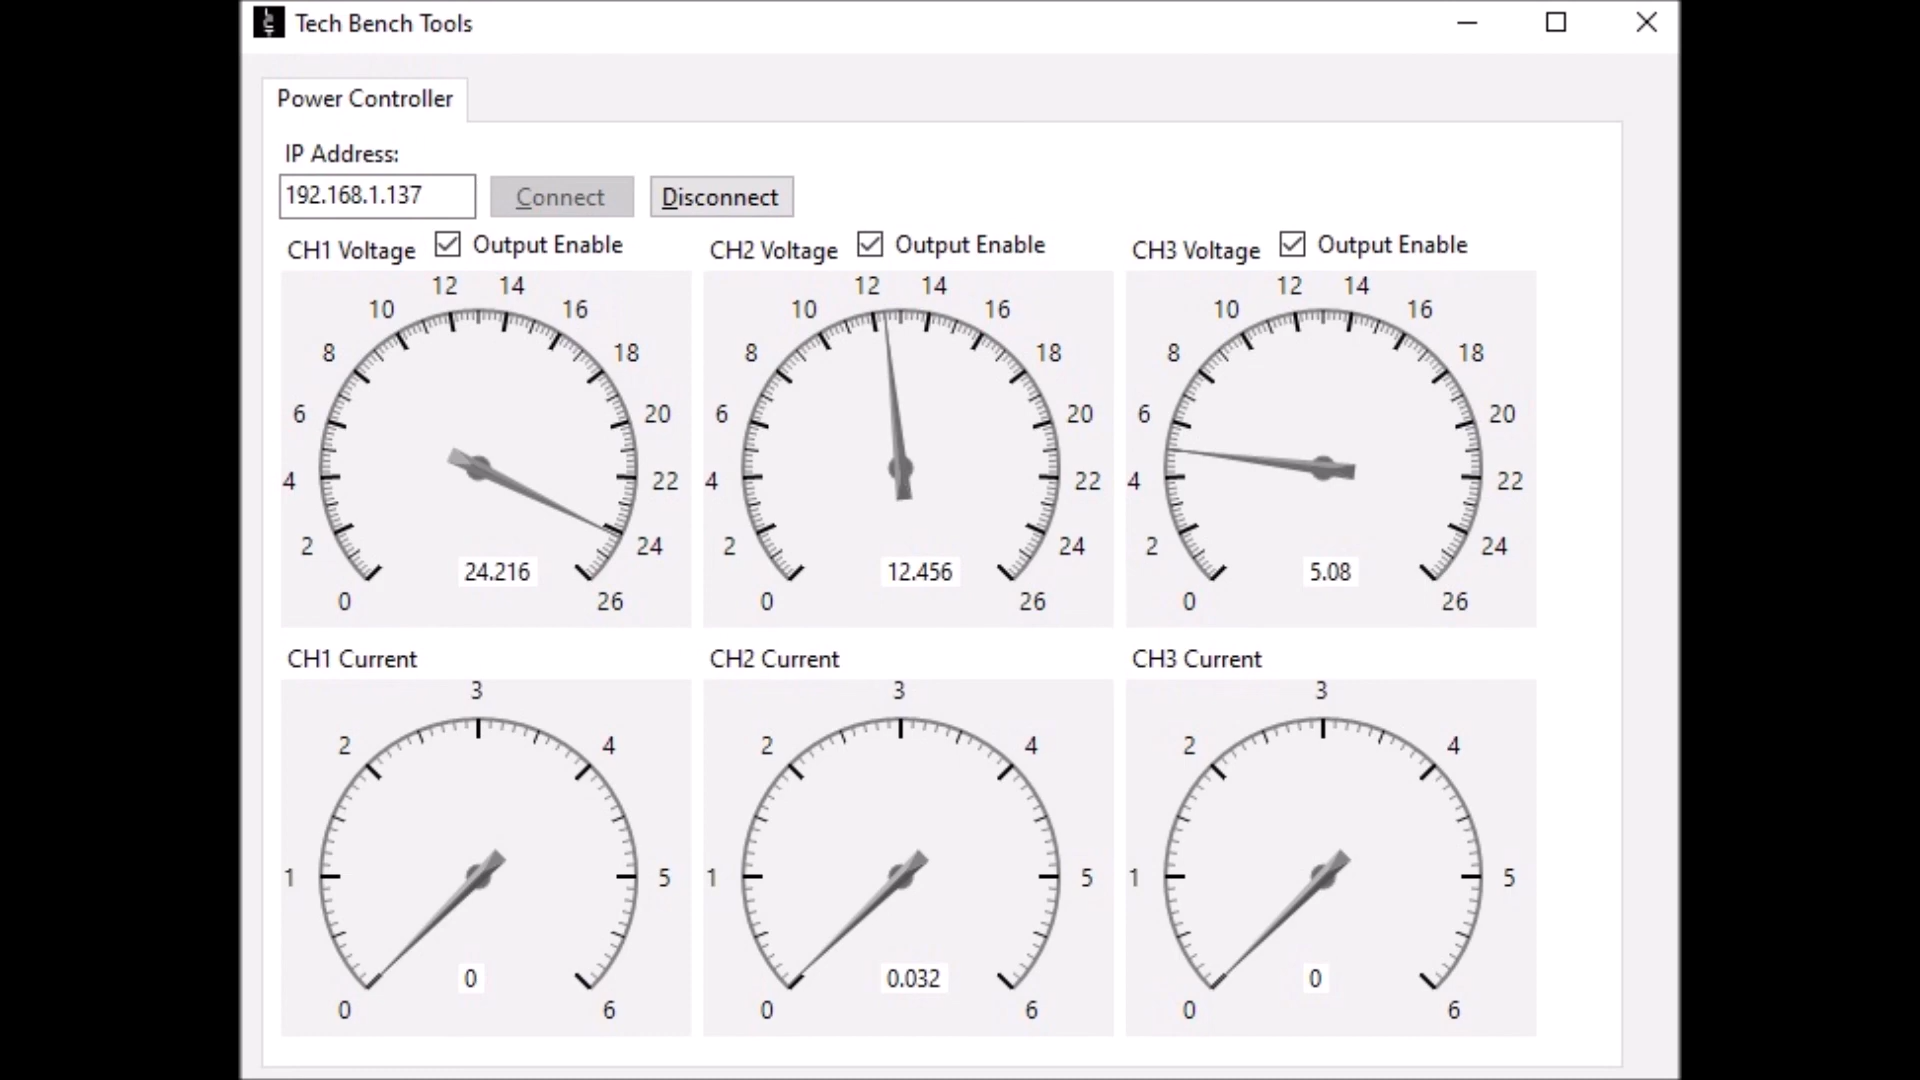 Tech Bench Tools
Power Controller
IP Address:
192.168.1.137 Connect Disconnect
CH1 Voltage Output Enable
0 2 4 6 8 10 12 14 16 18 20 22 24 26
24.216
CH2 Voltage Output Enable
0 2 4 6 8 10 12 14 16 18 20 22 24 26
12.456
CH3 Voltage Output Enable
0 2 4 6 8 10 12 14 16 18 20 22 24 26
5.08
CH1 Current
0 1 2 3 4 5 6
0
CH2 Current
0 1 2 3 4 5 6
0.032
CH3 Current
0 1 2 3 4 5 6
0